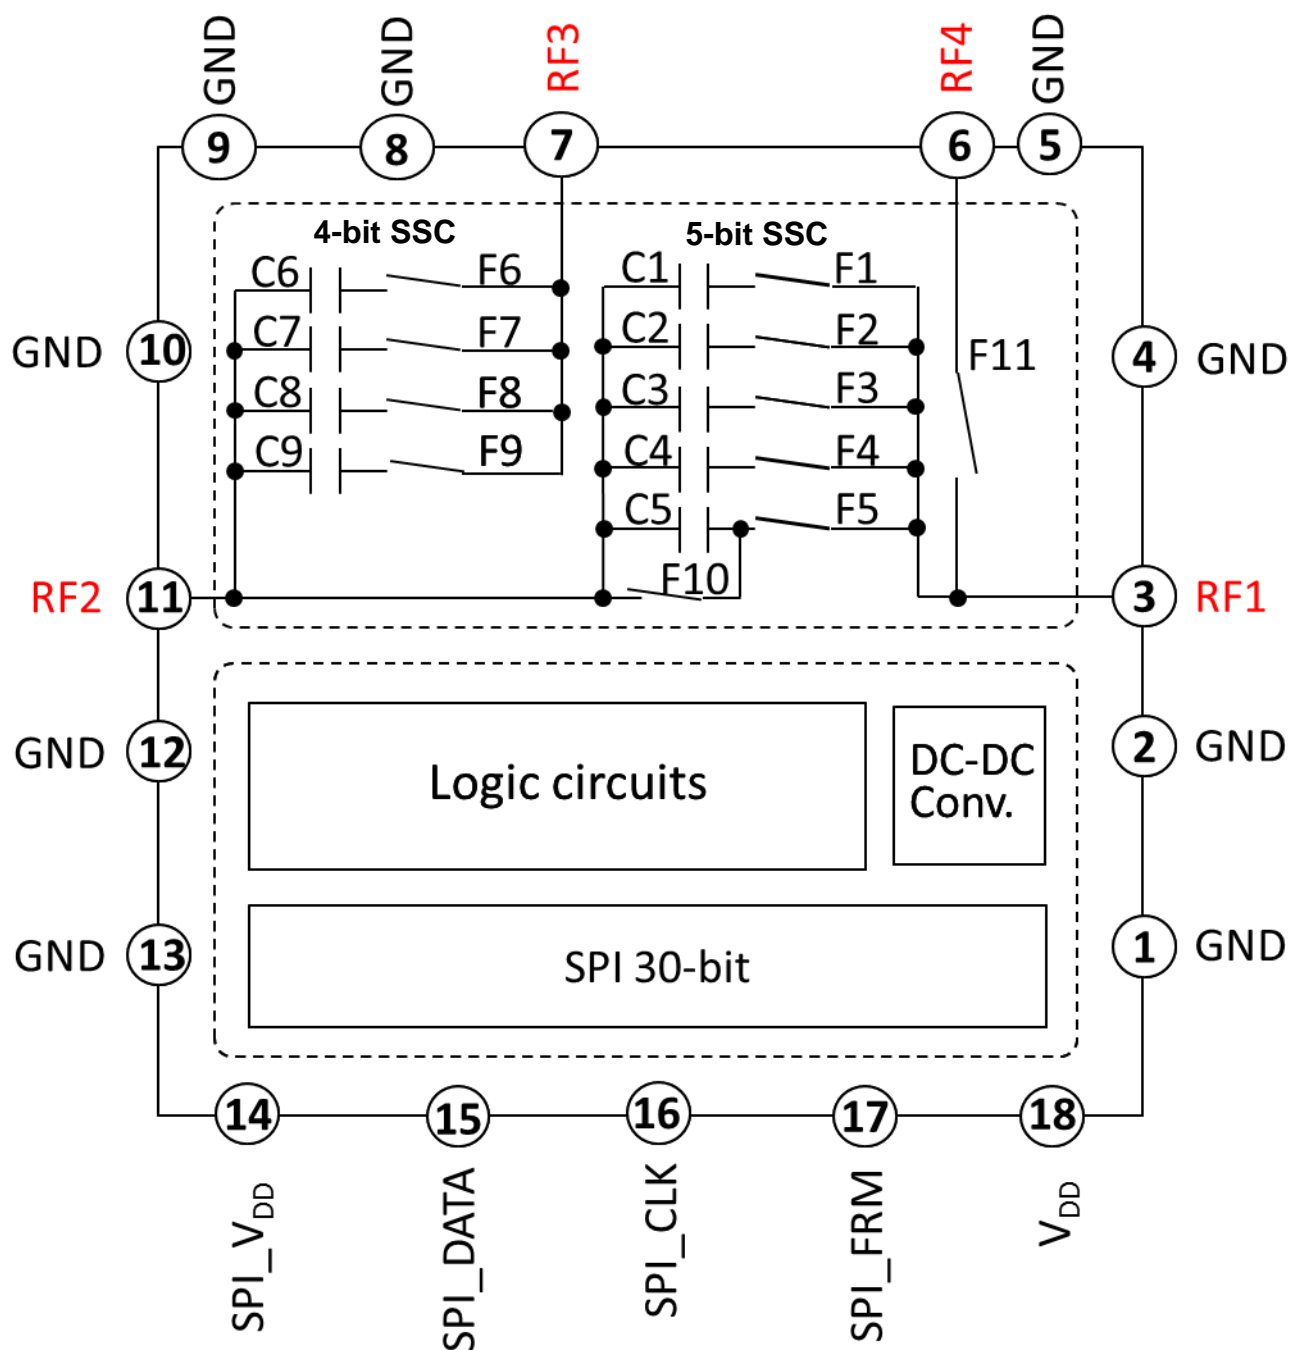 GND
GND
RF3
RF4
GND
9
8
7
6
5
4-bit SSC
5-bit SSC
C6
F6
C1
F1
C7
F7
C2
F2
F11
C8
F8
C3
F3
C9
F9
C4
F4
C5
F5
F10
GND
10
4
GND
RF2
11
3
RF1
GND
12
2
GND
Logic circuits
DC-DC
Conv.
GND
13
1
GND
SPI 30-bit
14
15
16
17
18
SPI_VDD
SPI_DATA
SPI_CLK
SPI_FRM
VDD